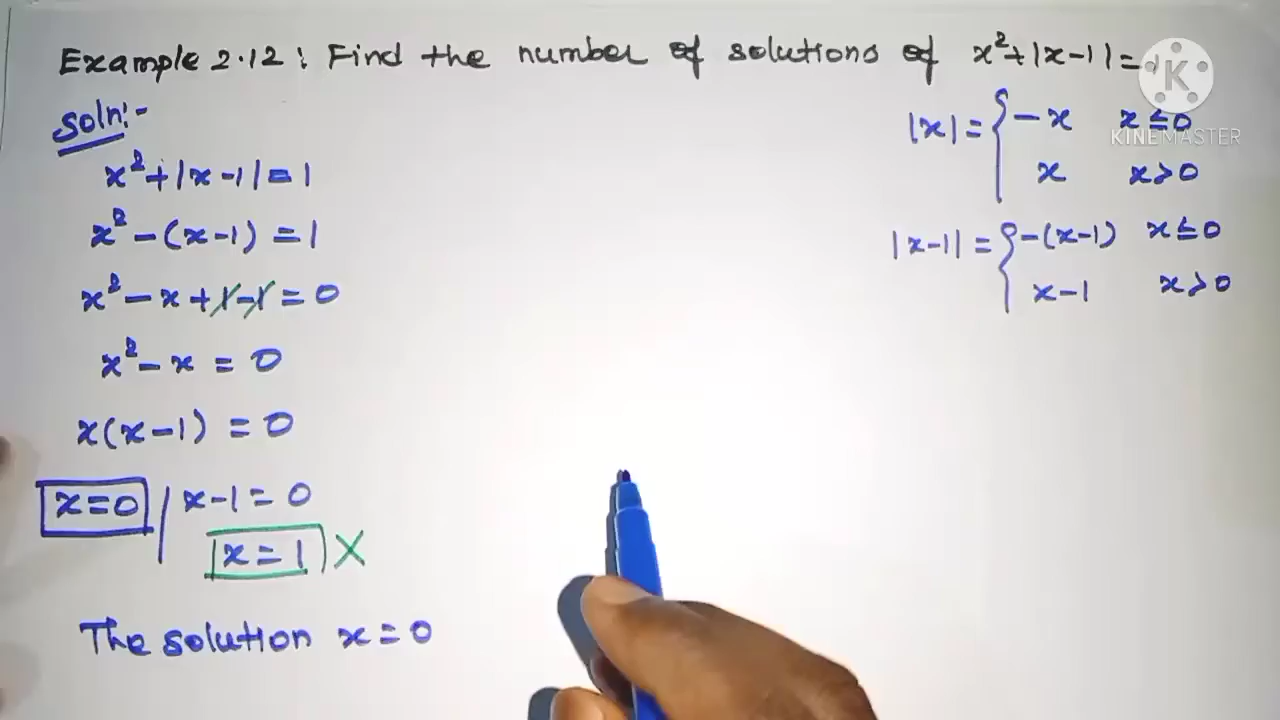 Example 2.12: Find the number of solutions of x²+|x-1|=1
K
KINEMASTER
Soln:-
x²+|x-1|=1
x²-(x-1)=1
x²-x+1-1=0
x²-x=0
x(x-1)=0
x=0 / x-1=0
x=1 ✗
The solution x=0
|x|={-x x≤0
x x>0
|x-1|={-(x-1) x≤0
x-1 x>0